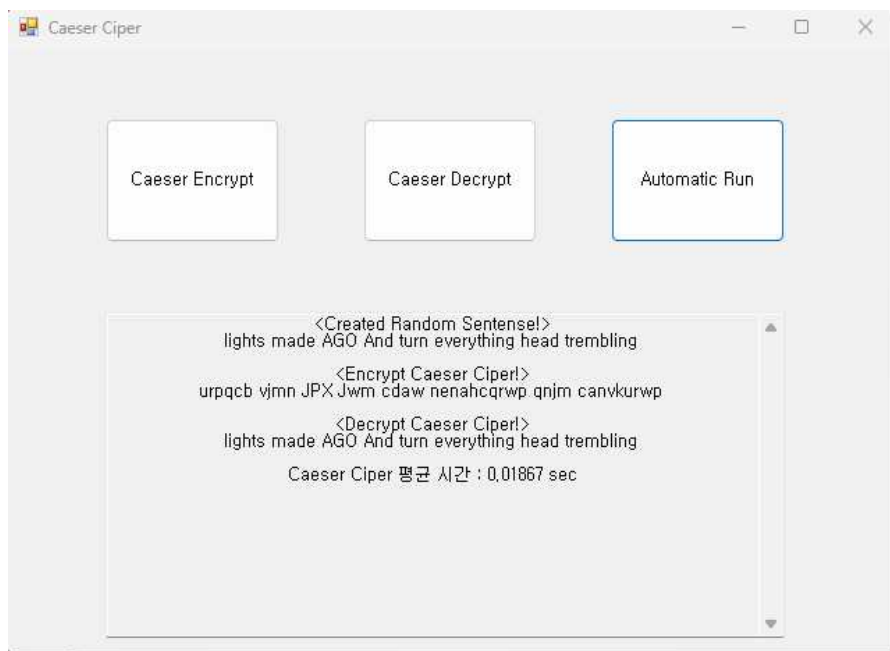 Caeser Ciper
Caeser Encrypt
Caeser Decrypt
Automatic Run
<Created Random Sentense!>
lights made AGO And turn everything head trembling
<Encrypt Caeser Ciper!>
urpqcb vjmn JPX Jwm cdaw nenahcqrwp qnjm canvkurwp
<Decrypt Caeser Ciper!>
lights made AGO And turn everything head trembling
Caeser Ciper 평균 시간 : 0.01867 sec